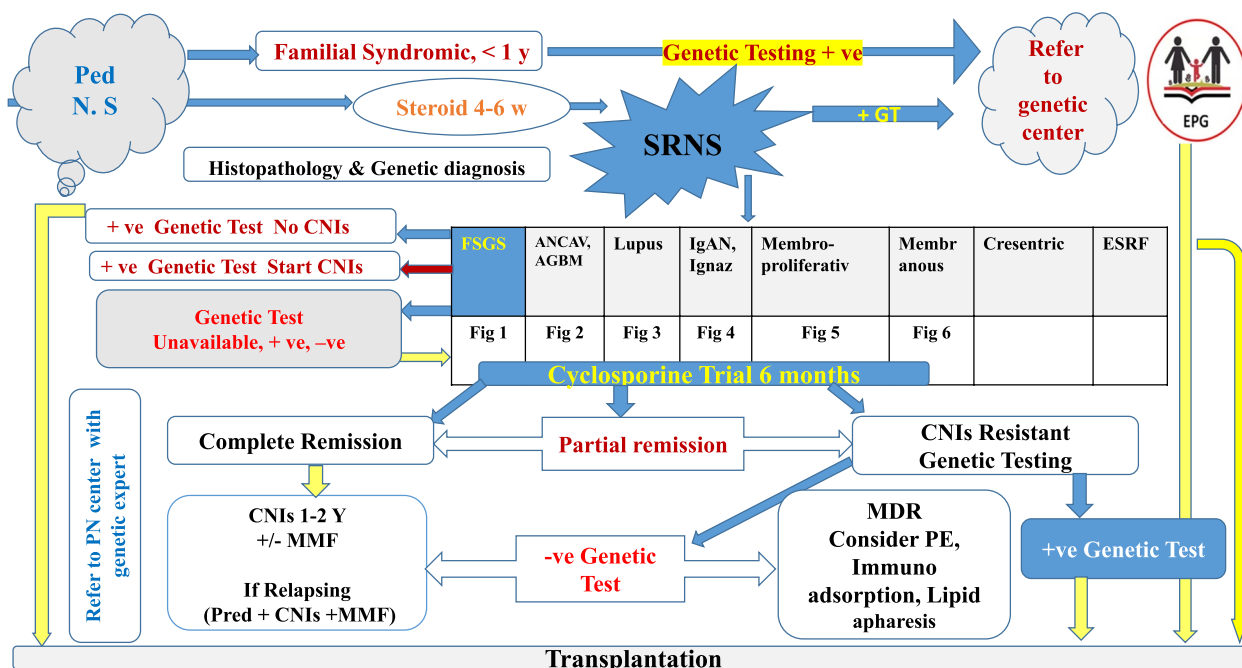 Ped
N. S
Familial Syndromic, < 1 y
Genetic Testing + ve
Refer
to
genetic
center
EPG
Steroid 4-6 w
SRNS
+ GT
Histopathology & Genetic diagnosis
+ ve Genetic Test No CNIs
+ ve Genetic Test Start CNIs
Genetic Test
Unavailable, + ve, –ve
FSGS
ANCAV,
AGBM
Lupus
IgAN,
Ignaz
Membro-
proliferativ
Membr
anous
Cresentric
ESRF
Fig 1
Fig 2
Fig 3
Fig 4
Fig 5
Fig 6
Cyclosporine Trial 6 months
Refer to PN center with
genetic expert
Complete Remission
Partial remission
CNIs Resistant
Genetic Testing
CNIs 1-2 Y
+/- MMF
If Relapsing
(Pred + CNIs +MMF)
-ve Genetic
Test
MDR
Consider PE,
Immuno
adsorption, Lipid
apharesis
+ve Genetic Test
Transplantation